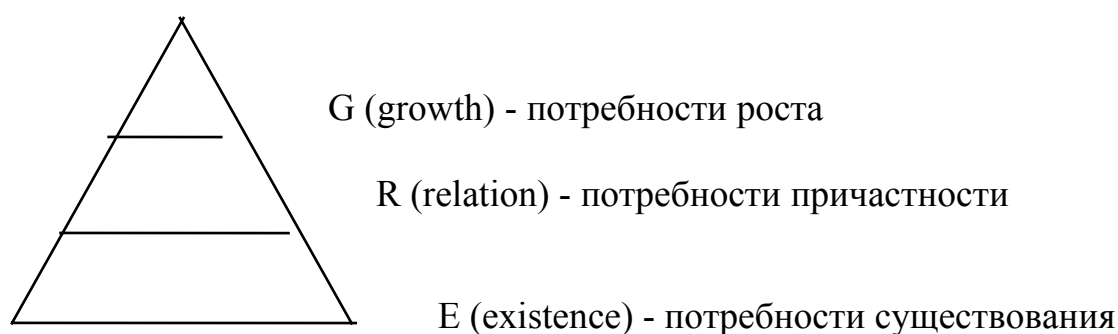 G (growth) - потребности роста
R (relation) - потребности причастности
E (existence) - потребности существования